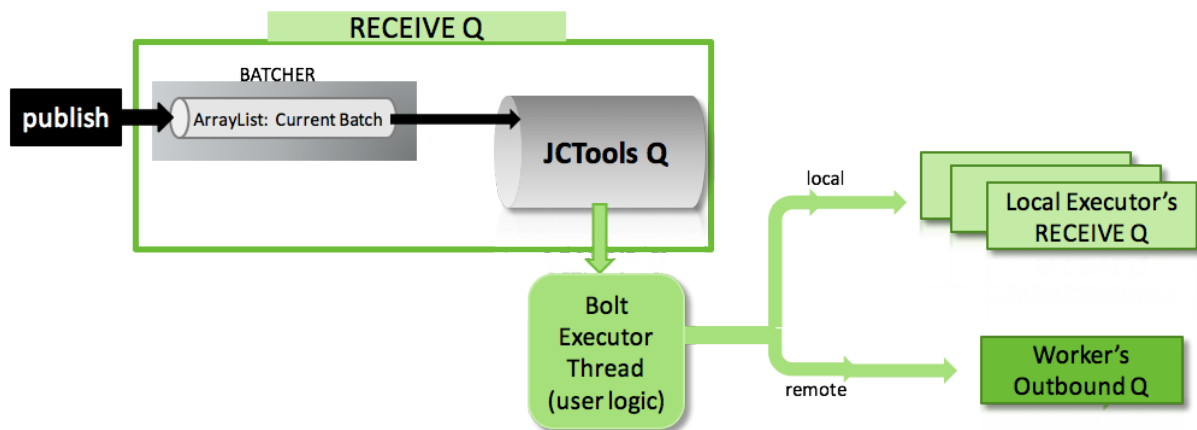 RECEIVE Q
BATCHER
publish
ArrayList: Current Batch
JCTools Q
local
Local Executor's
RECEIVE Q
Bolt
Executor
Thread
(user logic)
remote
Worker's
Outbound Q